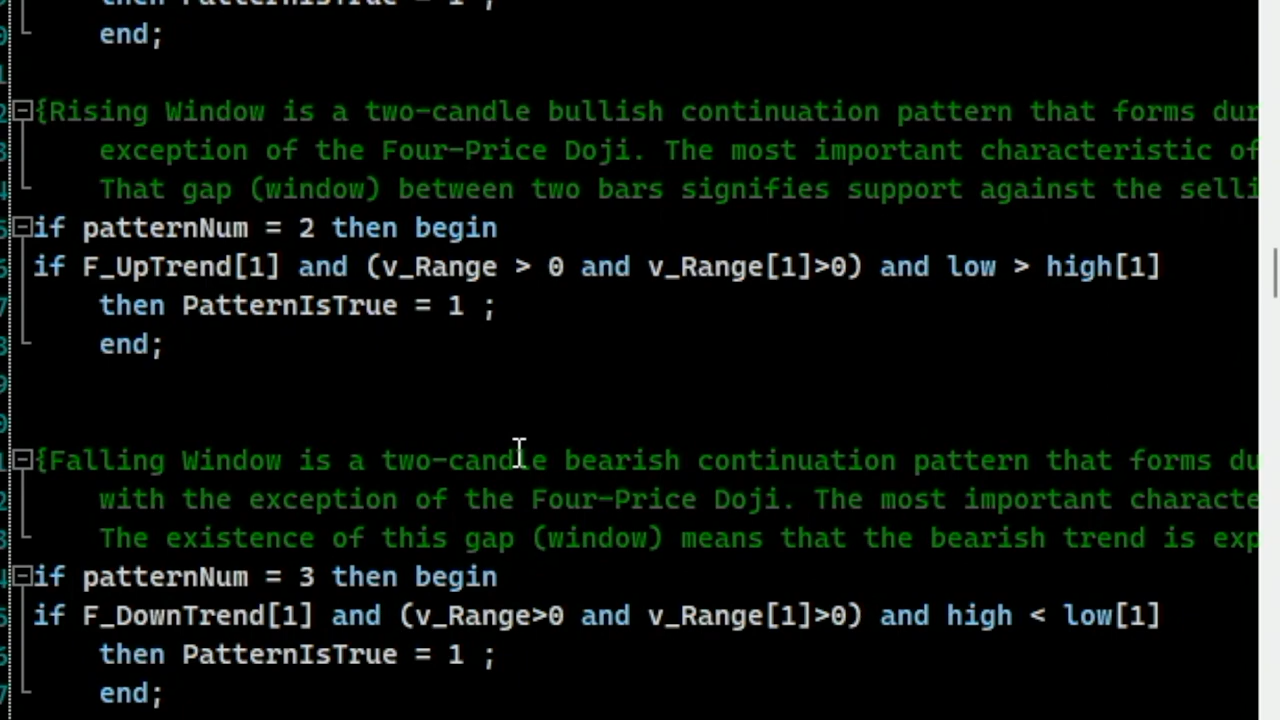 then PatternIsTrue = 1 ;
end;
{Rising Window is a two-candle bullish continuation pattern that forms dur
exception of the Four-Price Doji. The most important characteristic of
That gap (window) between two bars signifies support against the selli
if patternNum = 2 then begin
if F_UpTrend[1] and (v_Range > 0 and v_Range[1]>0) and low > high[1]
then PatternIsTrue = 1 ;
end;
{Falling Window is a two-candle bearish continuation pattern that forms du
with the exception of the Four-Price Doji. The most important characte
The existence of this gap (window) means that the bearish trend is exp
if patternNum = 3 then begin
if F_DownTrend[1] and (v_Range>0 and v_Range[1]>0) and high < low[1]
then PatternIsTrue = 1 ;
end;